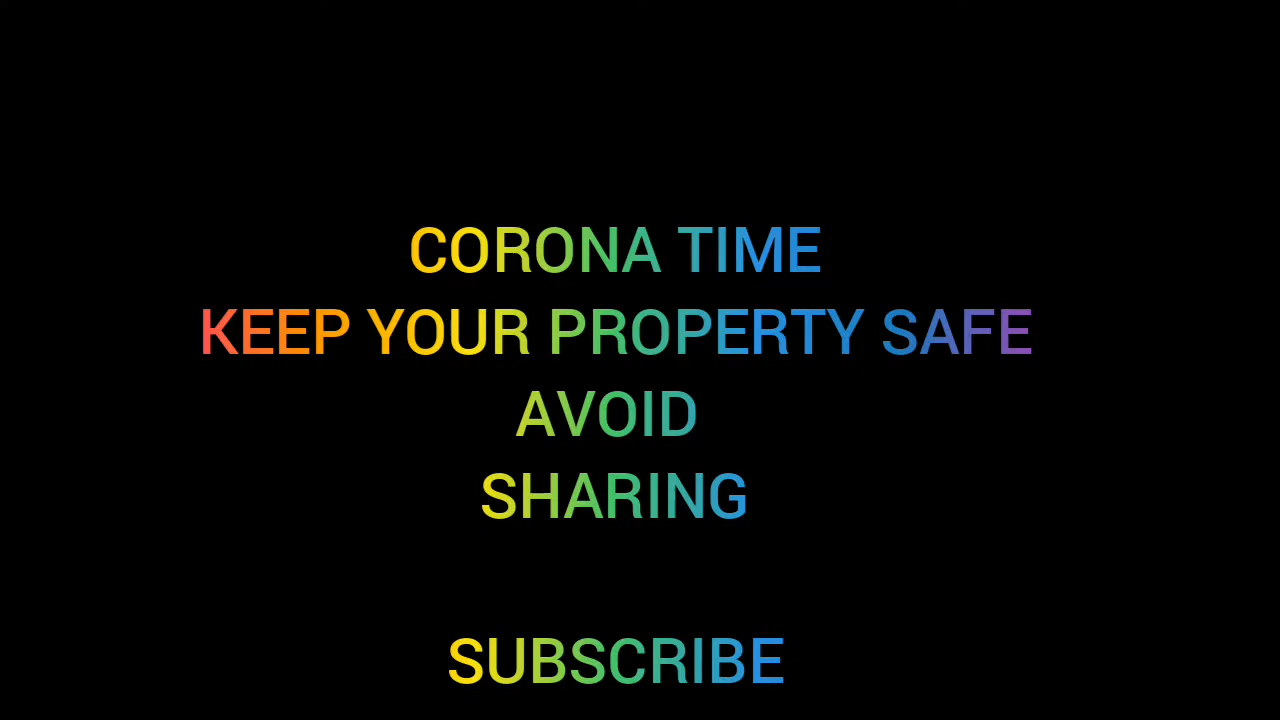 CORONA TIME
KEEP YOUR PROPERTY SAFE
AVOID
SHARING
SUBSCRIBE